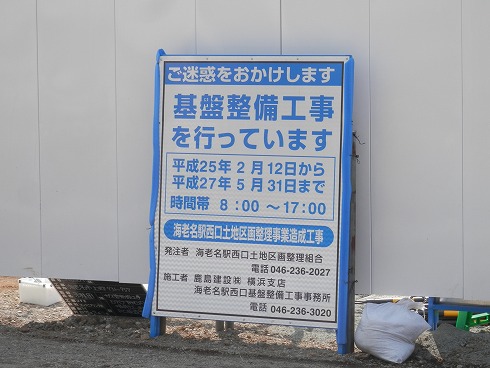 ご迷惑をおかけします
基盤整備工事
を行っています
平成25年 2月12日から
平成27年 5月31日まで
時間帯 8:00 ～17:00
海老名駅西口土地区画整理事業造成工事
発注者 海老名駅西口土地区画整理組合
電話 046-236-2027
施工者 鹿島建設㈱ 横浜支店
海老名駅西口基盤整備工事事務所
電話 046-236-3020